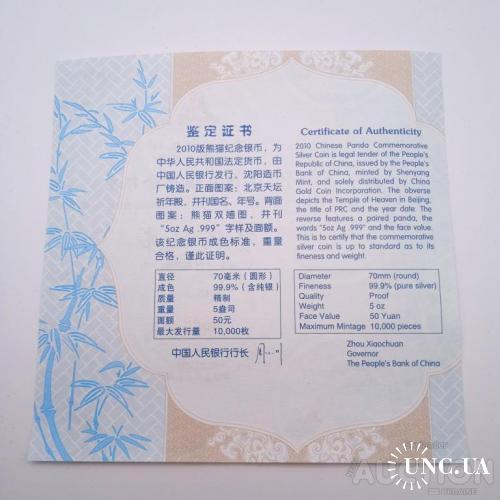 鉴定证书
2010版熊猫纪念银币，为
中华人民共和国法定货币，由
中国人民银行发行，沈阳造币
厂铸造。正面图案：北京天坛
祈年殿，并刊国名、年号。背面
图案：熊猫双嬉图，并刊
“5oz Ag .999”字样及面额。
该纪念银币成色标准，重量
合格，谨此证明。
直径 70毫米（圆形）
成色 99.9%（含纯银）
质量 精制
重量 5盎司
面额 50元
最大发行量 10,000枚
中国人民银行行长
Certificate of Authenticity
2010 Chinese Panda Commemorative
Silver Coin is legal tender of the People's
Republic of China, issued by the People's
Bank of China, minted by Shenyang
Mint, and solely distributed by China
Gold Coin Incorporation. The obverse
depicts the Temple of Heaven in Beijing,
the title of PRC and the year date. The
reverse features a paired panda, the
words "5oz Ag .999" and the face value.
This is to certify that the commemorative
silver coin is up to standard as to its
fineness and weight.
Diameter 70mm (round)
Fineness 99.9% (pure silver)
Quality Proof
Weight 5 oz
Face Value 50 Yuan
Maximum Mintage 10,000 pieces
Zhou Xiaochuan
Governor
The People's Bank of China
UNC.UA